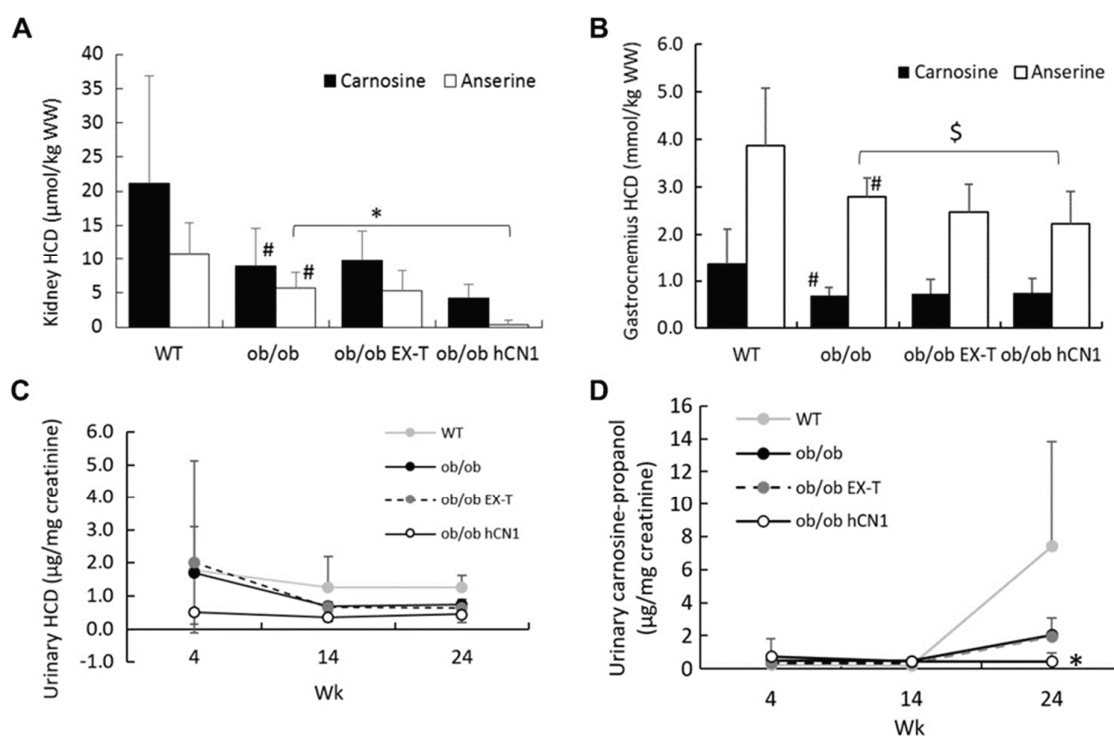 A
Kidney HCD (µmol/kg WW)
40
35
30
25
20
15
10
5
0
Carnosine
Anserine
#
#
*
WT
ob/ob
ob/ob EX-T
ob/ob hCN1
B
Gastrocnemius HCD (mmol/kg WW)
6.0
5.0
4.0
3.0
2.0
1.0
0.0
Carnosine
Anserine
$
#
#
WT
ob/ob
ob/ob EX-T
ob/ob hCN1
C
Urinary HCD (µg/mg creatinine)
6.0
5.0
4.0
3.0
2.0
1.0
0.0
-1.0
WT
ob/ob
ob/ob EX-T
ob/ob hCN1
4
14
24
Wk
D
Urinary carnosine-propanol
(µg/mg creatinine)
16
14
12
10
8
6
4
2
0
WT
ob/ob
ob/ob EX-T
ob/ob hCN1
*
4
14
24
Wk